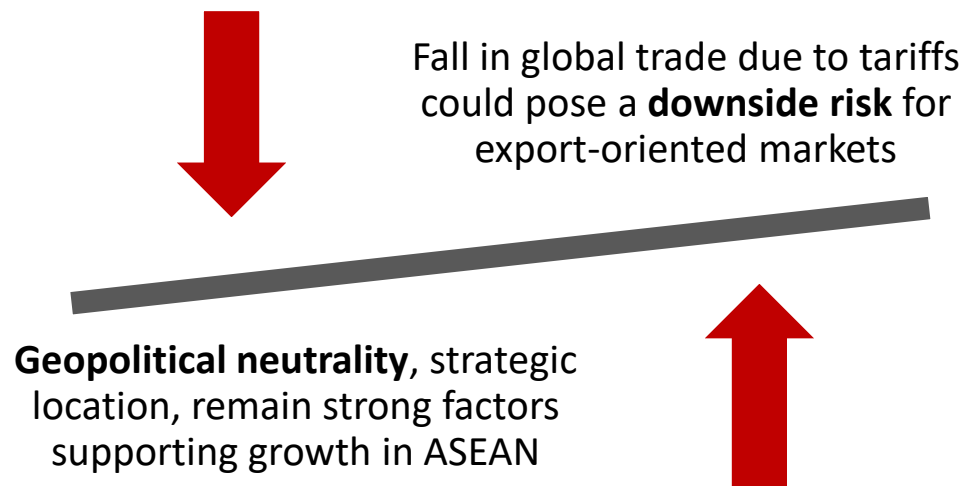 Fall in global trade due to tariffs
could pose a downside risk for
export-oriented markets
Geopolitical neutrality, strategic
location, remain strong factors
supporting growth in ASEAN